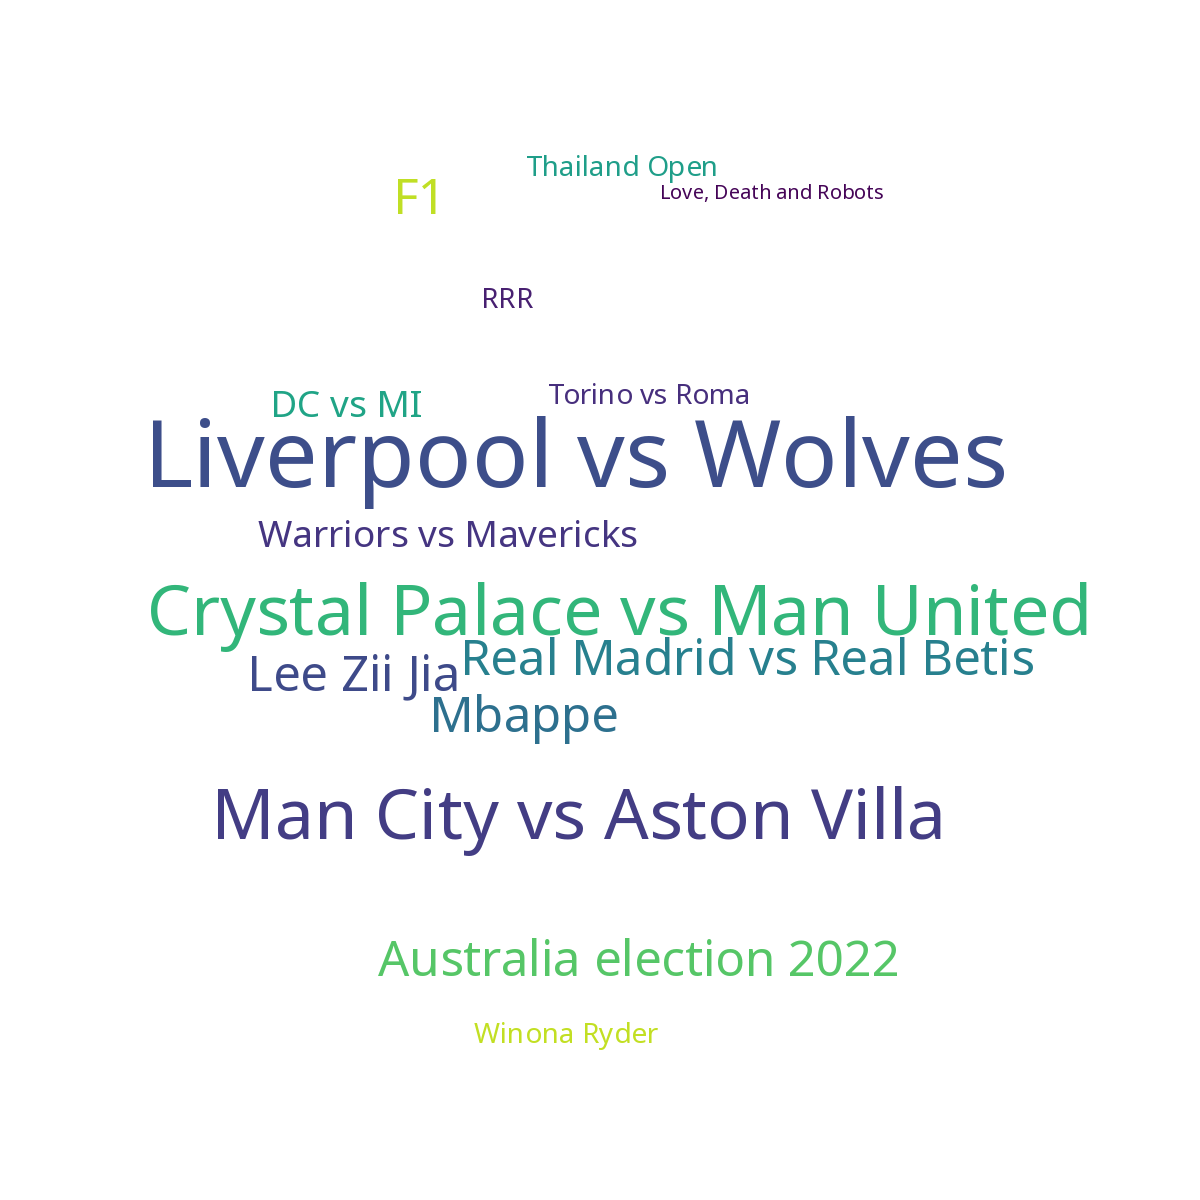 Thailand Open
F1
Love, Death and Robots
RRR
DC vs MI
Torino vs Roma
Liverpool vs Wolves
Warriors vs Mavericks
Crystal Palace vs Man United
Real Madrid vs Real Betis
Lee Zii Jia
Mbappe
Man City vs Aston Villa
Australia election 2022
Winona Ryder